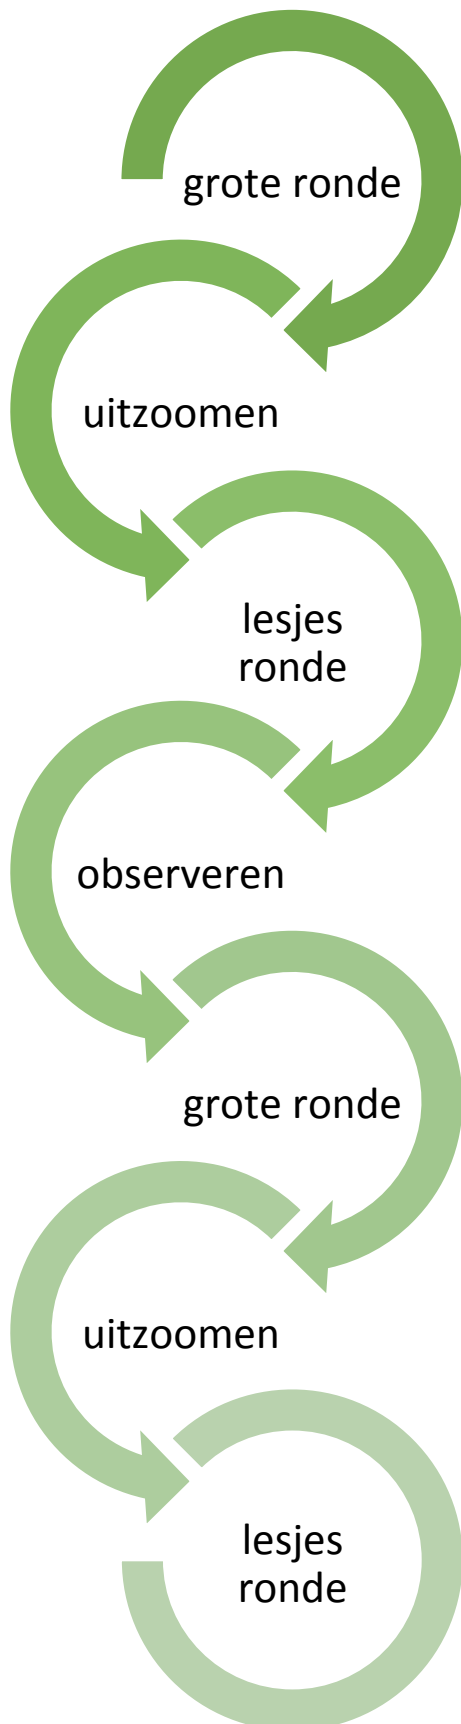 grote ronde
uitzoomen
lesjes
ronde
observeren
grote ronde
uitzoomen
lesjes
ronde